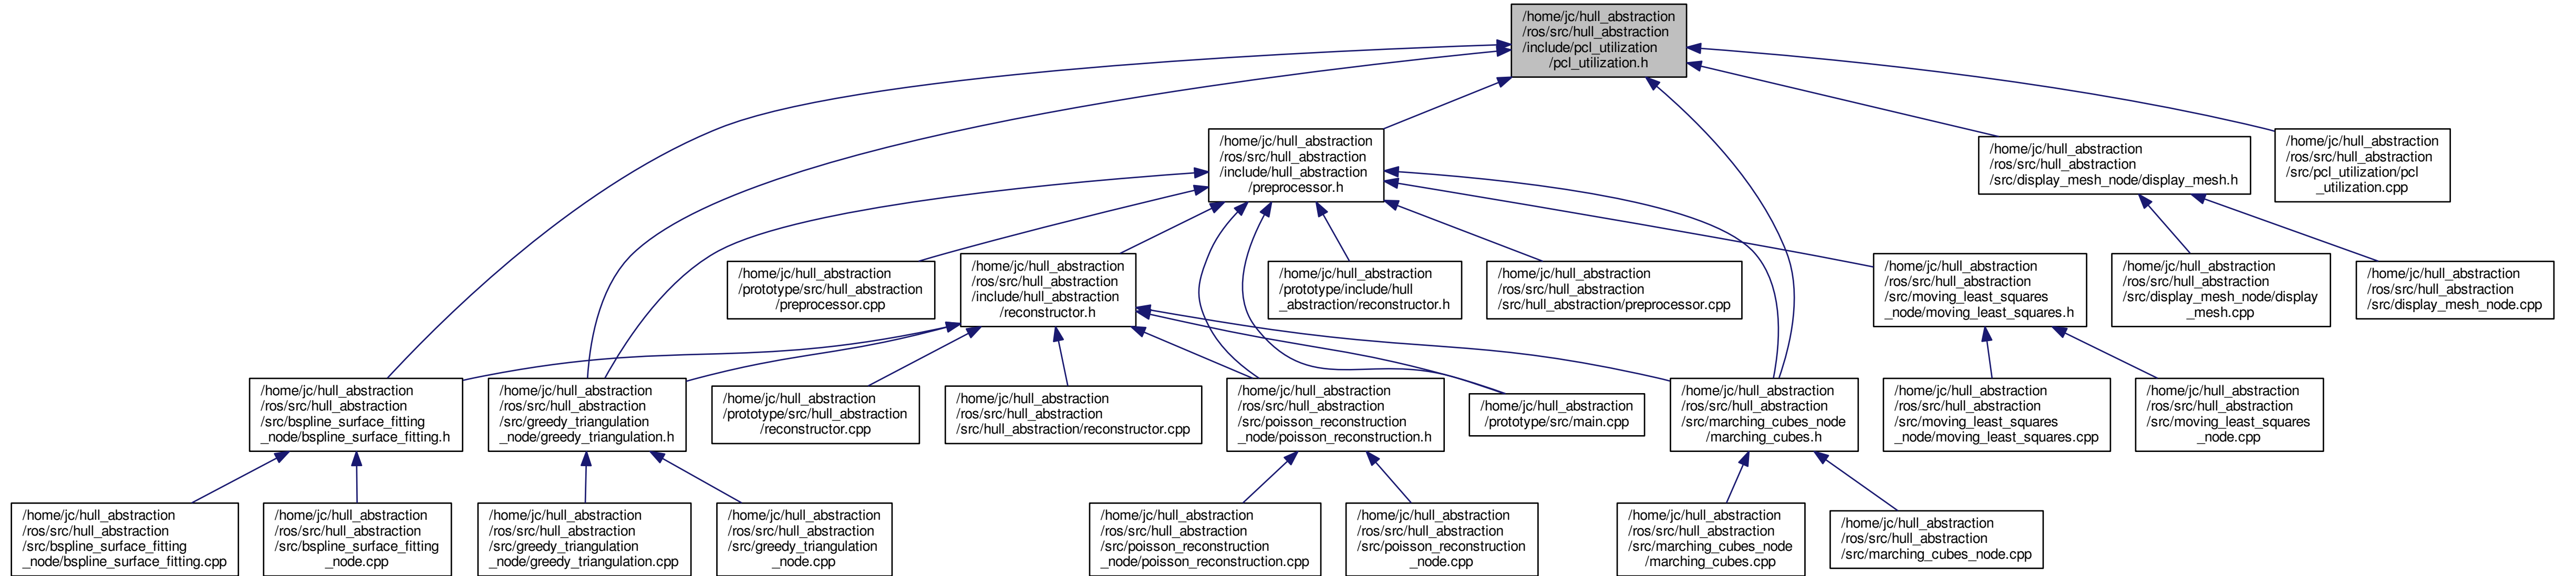 /home/jc/hull_abstraction
/ros/src/hull_abstraction
/include/pcl_utilization
/pcl_utilization.h
/home/jc/hull_abstraction
/ros/src/hull_abstraction
/include/hull_abstraction
/preprocessor.h
/home/jc/hull_abstraction
/ros/src/hull_abstraction
/src/display_mesh_node/display_mesh.h
/home/jc/hull_abstraction
/ros/src/hull_abstraction
/src/pcl_utilization/pcl
_utilization.cpp
/home/jc/hull_abstraction
/prototype/src/hull_abstraction
/preprocessor.cpp
/home/jc/hull_abstraction
/ros/src/hull_abstraction
/include/hull_abstraction
/reconstructor.h
/home/jc/hull_abstraction
/prototype/include/hull
_abstraction/reconstructor.h
/home/jc/hull_abstraction
/ros/src/hull_abstraction
/src/hull_abstraction/preprocessor.cpp
/home/jc/hull_abstraction
/ros/src/hull_abstraction
/src/moving_least_squares
_node/moving_least_squares.h
/home/jc/hull_abstraction
/ros/src/hull_abstraction
/src/display_mesh_node/display
_mesh.cpp
/home/jc/hull_abstraction
/ros/src/hull_abstraction
/src/display_mesh_node.cpp
/home/jc/hull_abstraction
/ros/src/hull_abstraction
/src/bspline_surface_fitting
_node/bspline_surface_fitting.h
/home/jc/hull_abstraction
/ros/src/hull_abstraction
/src/greedy_triangulation
_node/greedy_triangulation.h
/home/jc/hull_abstraction
/prototype/src/hull_abstraction
/reconstructor.cpp
/home/jc/hull_abstraction
/ros/src/hull_abstraction
/src/hull_abstraction/reconstructor.cpp
/home/jc/hull_abstraction
/ros/src/hull_abstraction
/src/poisson_reconstruction
_node/poisson_reconstruction.h
/home/jc/hull_abstraction
/prototype/src/main.cpp
/home/jc/hull_abstraction
/ros/src/hull_abstraction
/src/marching_cubes_node
/marching_cubes.h
/home/jc/hull_abstraction
/ros/src/hull_abstraction
/src/moving_least_squares
_node/moving_least_squares.cpp
/home/jc/hull_abstraction
/ros/src/hull_abstraction
/src/moving_least_squares
_node.cpp
/home/jc/hull_abstraction
/ros/src/hull_abstraction
/src/bspline_surface_fitting
_node/bspline_surface_fitting.cpp
/home/jc/hull_abstraction
/ros/src/hull_abstraction
/src/bspline_surface_fitting
_node.cpp
/home/jc/hull_abstraction
/ros/src/hull_abstraction
/src/greedy_triangulation
_node/greedy_triangulation.cpp
/home/jc/hull_abstraction
/ros/src/hull_abstraction
/src/greedy_triangulation
_node.cpp
/home/jc/hull_abstraction
/ros/src/hull_abstraction
/src/poisson_reconstruction
_node/poisson_reconstruction.cpp
/home/jc/hull_abstraction
/ros/src/hull_abstraction
/src/poisson_reconstruction
_node.cpp
/home/jc/hull_abstraction
/ros/src/hull_abstraction
/src/marching_cubes_node
/marching_cubes.cpp
/home/jc/hull_abstraction
/ros/src/hull_abstraction
/src/marching_cubes_node.cpp